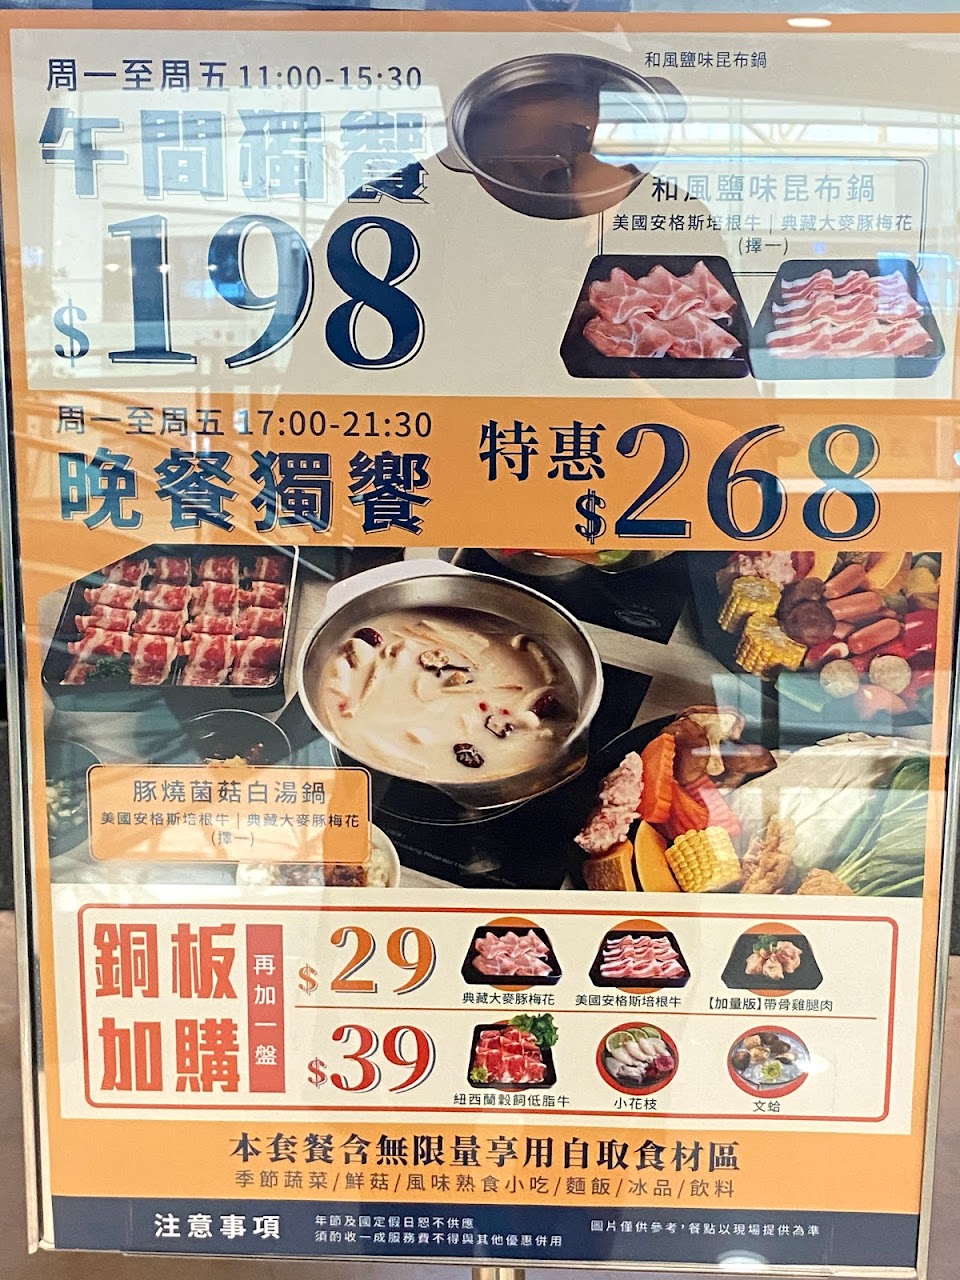 和風鹽味昆布鍋
周一至周五11:00-15:30
午間獨饗
$198
和風鹽味昆布鍋
美國安格斯培根牛｜典藏大麥豚梅花
(擇一)
周一至周五 17:00-21:30
晚餐獨饗
特惠
$268
豚燒菌菇白湯鍋
美國安格斯培根牛｜典藏大麥豚梅花
(擇一)
銅板
加購
再加一盤
$29
典藏大麥豚梅花
美國安格斯培根牛
【加量版】帶骨雞腿肉
$39
紐西蘭穀飼低脂牛
小花枝
文蛤
本套餐含無限量享用自取食材區
季節蔬菜/鮮菇/風味熟食小吃/麵飯/冰品/飲料
注意事項
年節及國定假日恕不供應
須酌收一成服務費不得與其他優惠併用
圖片僅供參考，餐點以現場提供為準